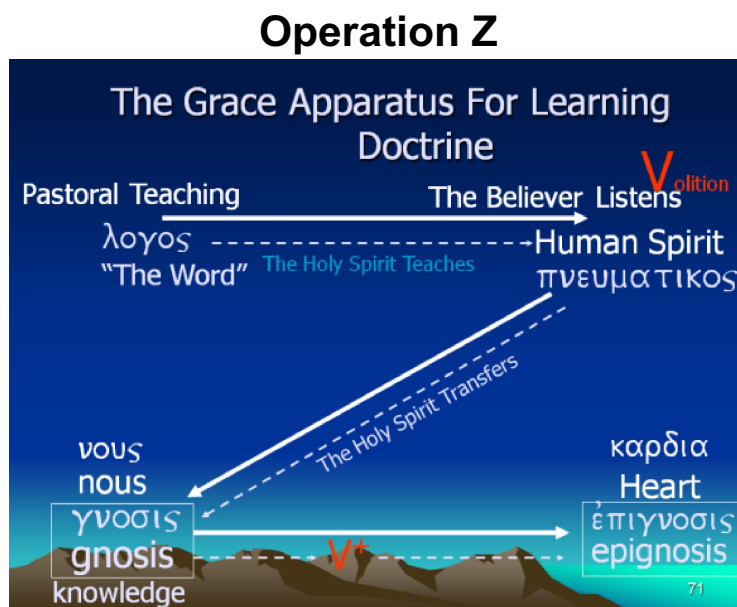 Operation Z
The Grace Apparatus For Learning
Doctrine
Volition
Pastoral Teaching
The Believer Listens
λογος
"The Word"
The Holy Spirit Teaches
Human Spirit
πνευματικος
The Holy Spirit Transfers
νους
nous
γνοσις
gnosis
knowledge
V+
καρδια
Heart
ἐπιγνοσις
epignosis
71